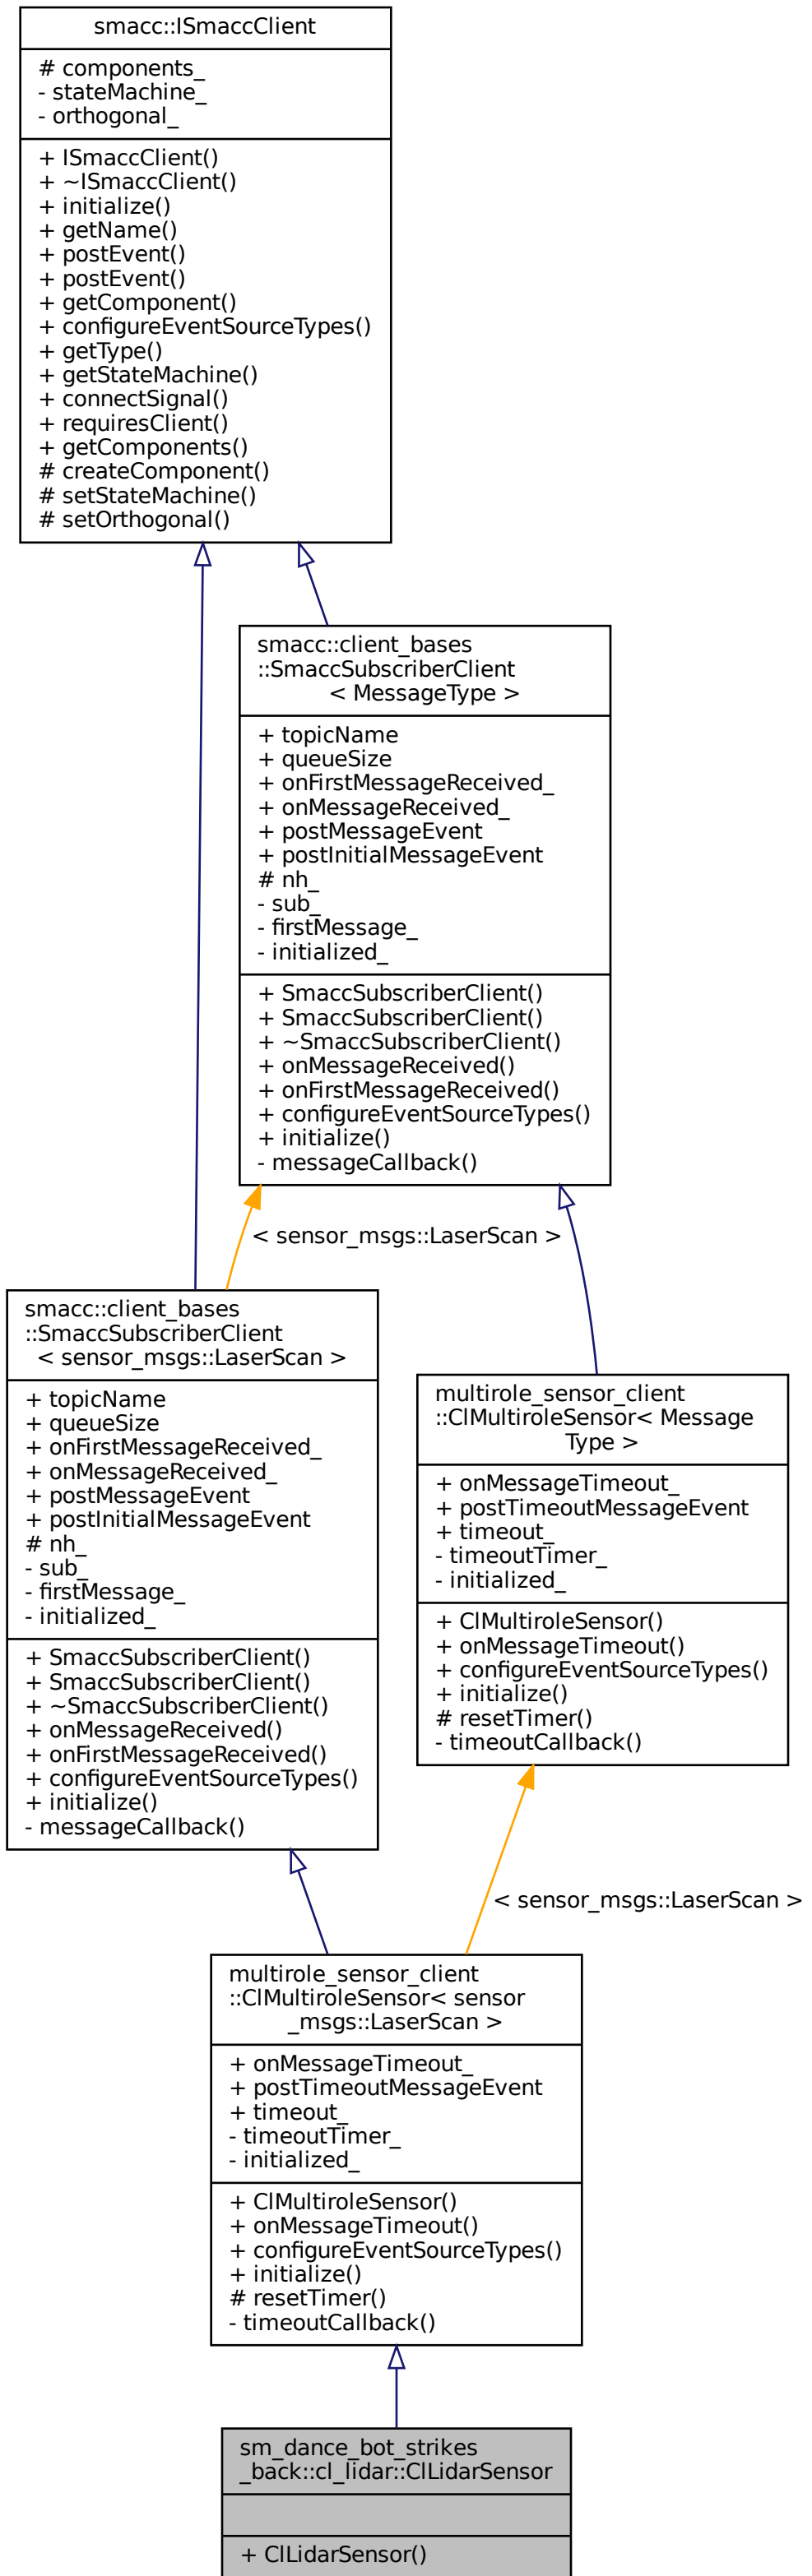 smacc::ISmaccClient
# components_
- stateMachine_
- orthogonal_
+ ISmaccClient()
+ ~ISmaccClient()
+ initialize()
+ getName()
+ postEvent()
+ postEvent()
+ getComponent()
+ configureEventSourceTypes()
+ getType()
+ getStateMachine()
+ connectSignal()
+ requiresClient()
+ getComponents()
# createComponent()
# setStateMachine()
# setOrthogonal()
smacc::client_bases
::SmaccSubscriberClient
< MessageType >
+ topicName
+ queueSize
+ onFirstMessageReceived_
+ onMessageReceived_
+ postMessageEvent
+ postInitialMessageEvent
# nh_
- sub_
- firstMessage_
- initialized_
+ SmaccSubscriberClient()
+ SmaccSubscriberClient()
+ ~SmaccSubscriberClient()
+ onMessageReceived()
+ onFirstMessageReceived()
+ configureEventSourceTypes()
+ initialize()
- messageCallback()
< sensor_msgs::LaserScan >
smacc::client_bases
::SmaccSubscriberClient
< sensor_msgs::LaserScan >
+ topicName
+ queueSize
+ onFirstMessageReceived_
+ onMessageReceived_
+ postMessageEvent
+ postInitialMessageEvent
# nh_
- sub_
- firstMessage_
- initialized_
+ SmaccSubscriberClient()
+ SmaccSubscriberClient()
+ ~SmaccSubscriberClient()
+ onMessageReceived()
+ onFirstMessageReceived()
+ configureEventSourceTypes()
+ initialize()
- messageCallback()
multirole_sensor_client
::ClMultiroleSensor< Message
Type >
+ onMessageTimeout_
+ postTimeoutMessageEvent
+ timeout_
- timeoutTimer_
- initialized_
+ ClMultiroleSensor()
+ onMessageTimeout()
+ configureEventSourceTypes()
+ initialize()
# resetTimer()
- timeoutCallback()
< sensor_msgs::LaserScan >
multirole_sensor_client
::ClMultiroleSensor< sensor
_msgs::LaserScan >
+ onMessageTimeout_
+ postTimeoutMessageEvent
+ timeout_
- timeoutTimer_
- initialized_
+ ClMultiroleSensor()
+ onMessageTimeout()
+ configureEventSourceTypes()
+ initialize()
# resetTimer()
- timeoutCallback()
sm_dance_bot_strikes
_back::cl_lidar::ClLidarSensor
+ ClLidarSensor()